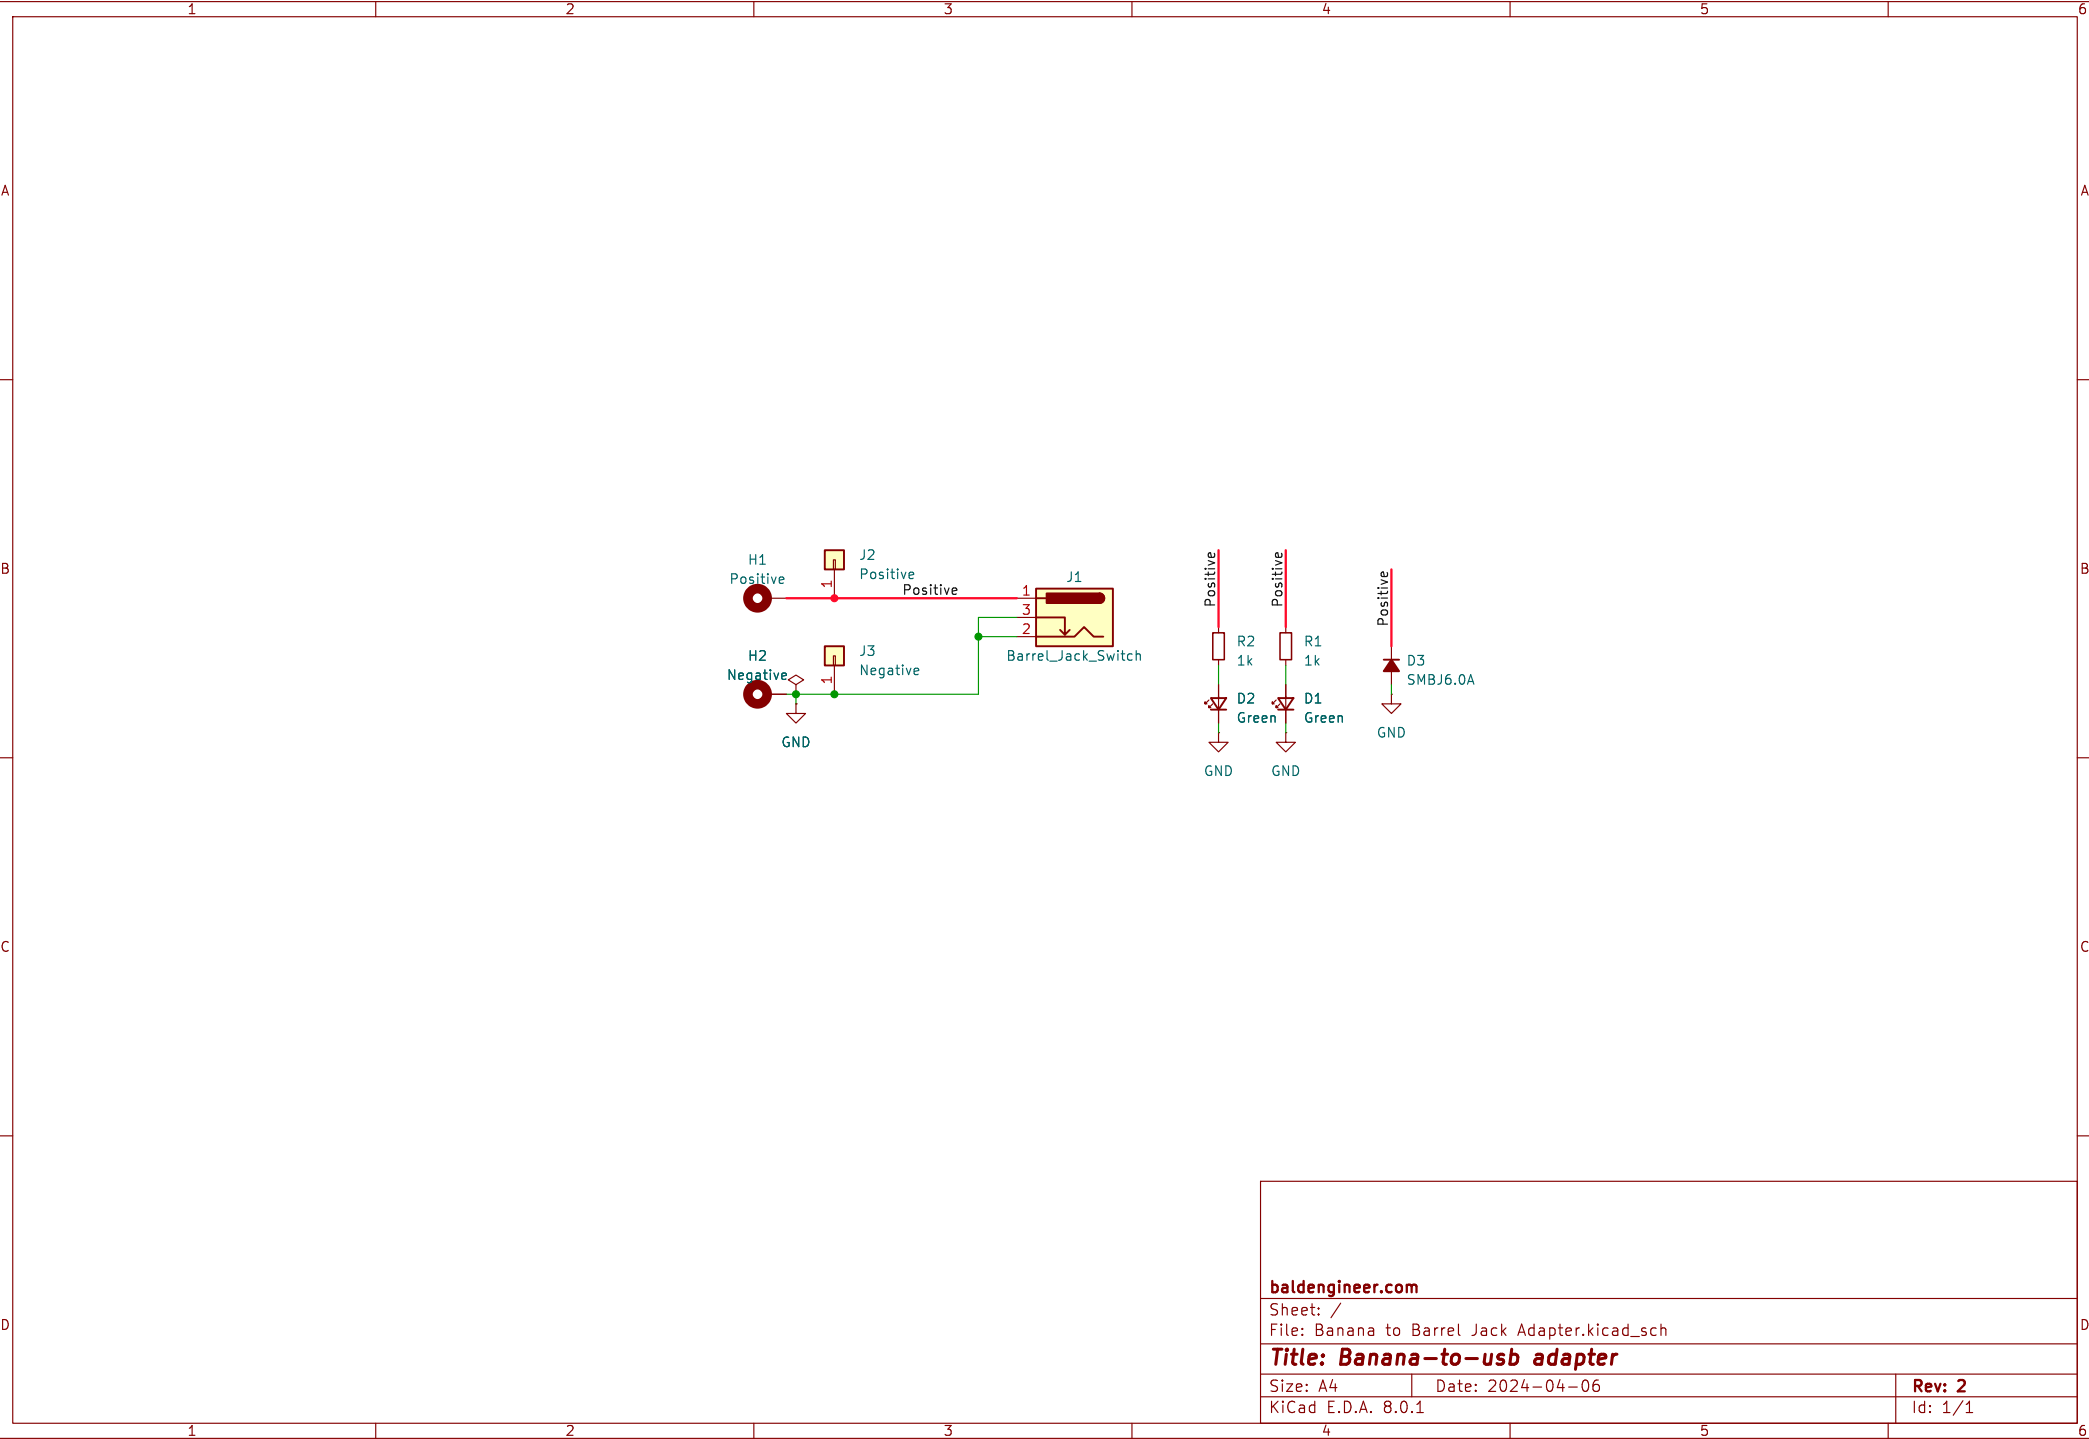 1 2 3 4 5 6
A A
H1
Positive
J2
Positive
Positive
J1
1
1
3
2
Barrel_Jack_Switch
H2
Negative
J3
Negative
1
GND
Positive
R2
1k
D2
Green
GND
Positive
R1
1k
D1
Green
GND
Positive
D3
SMBJ6.0A
GND
B B
C C
D D
baldengineer.com
Sheet: /
File: Banana to Barrel Jack Adapter.kicad_sch
Title: Banana-to-usb adapter
Size: A4 Date: 2024-04-06 Rev: 2
KiCad E.D.A. 8.0.1 Id: 1/1
1 2 3 4 5 6